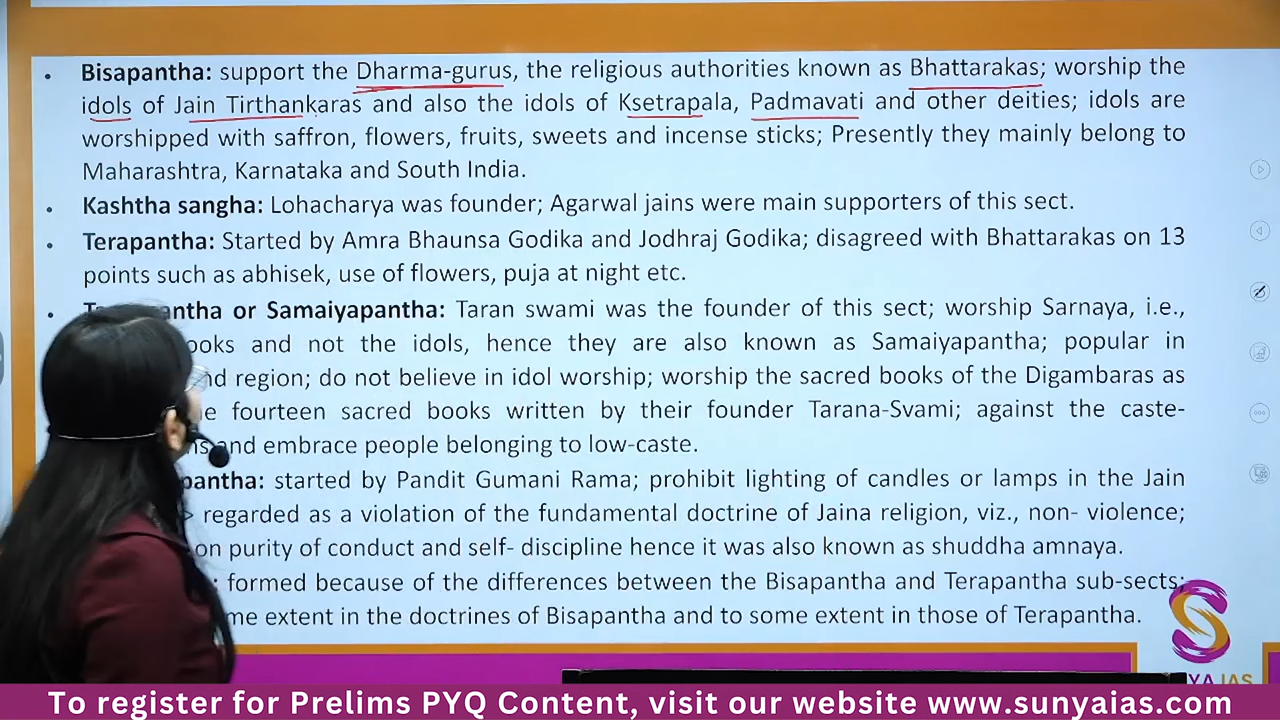 • Bisapantha: support the Dharma-gurus, the religious authorities known as Bhattarakas; worship the
idols of Jain Tirthankaras and also the idols of Ksetrapala, Padmavati and other deities; idols are
worshipped with saffron, flowers, fruits, sweets and incense sticks; Presently they mainly belong to
Maharashtra, Karnataka and South India.
• Kashtha sangha: Lohacharya was founder; Agarwal jains were main supporters of this sect.
• Terapantha: Started by Amra Bhaunsa Godika and Jodhraj Godika; disagreed with Bhattarakas on 13
points such as abhisek, use of flowers, puja at night etc.
• or Samaiyapantha: Taran swami was the founder of this sect; worship Sarnaya, i.e.,
and not the idols, hence they are also known as Samaiyapantha; popular in
region; do not believe in idol worship; worship the sacred books of the Digambaras as
fourteen sacred books written by their founder Tarana-Svami; against the caste-
and embrace people belonging to low-caste.
started by Pandit Gumani Rama; prohibit lighting of candles or lamps in the Jain
regarded as a violation of the fundamental doctrine of Jaina religion, viz., non- violence;
on purity of conduct and self- discipline hence it was also known as shuddha amnaya.
: formed because of the differences between the Bisapantha and Terapantha sub-sects;
extent in the doctrines of Bisapantha and to some extent in those of Terapantha.
To register for Prelims PYQ Content, visit our website www.sunyaias.com